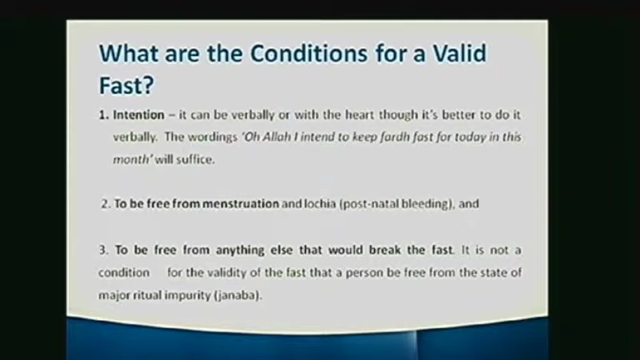 What are the Conditions for a Valid
Fast?
1. Intention – it can be verbally or with the heart though it's better to do it
verbally. The wordings 'Oh Allah I intend to keep fardh fast for today in this
month' will suffice.
2. To be free from menstruation and lochia (post-natal bleeding), and
3. To be free from anything else that would break the fast. It is not a
condition for the validity of the fast that a person be free from the state of
major ritual impurity (janaba).